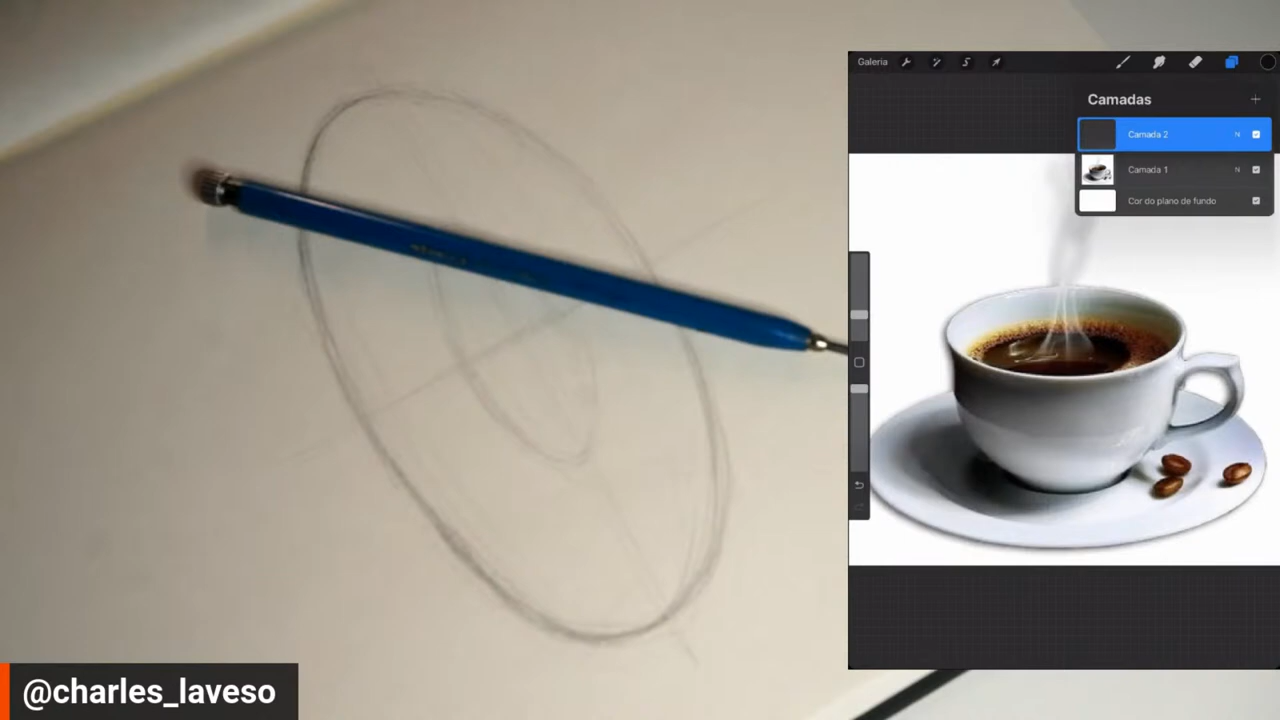 Galeria
Camadas
Camada 2 N
Camada 1 N
Cor do plano de fundo
@charles_laveso